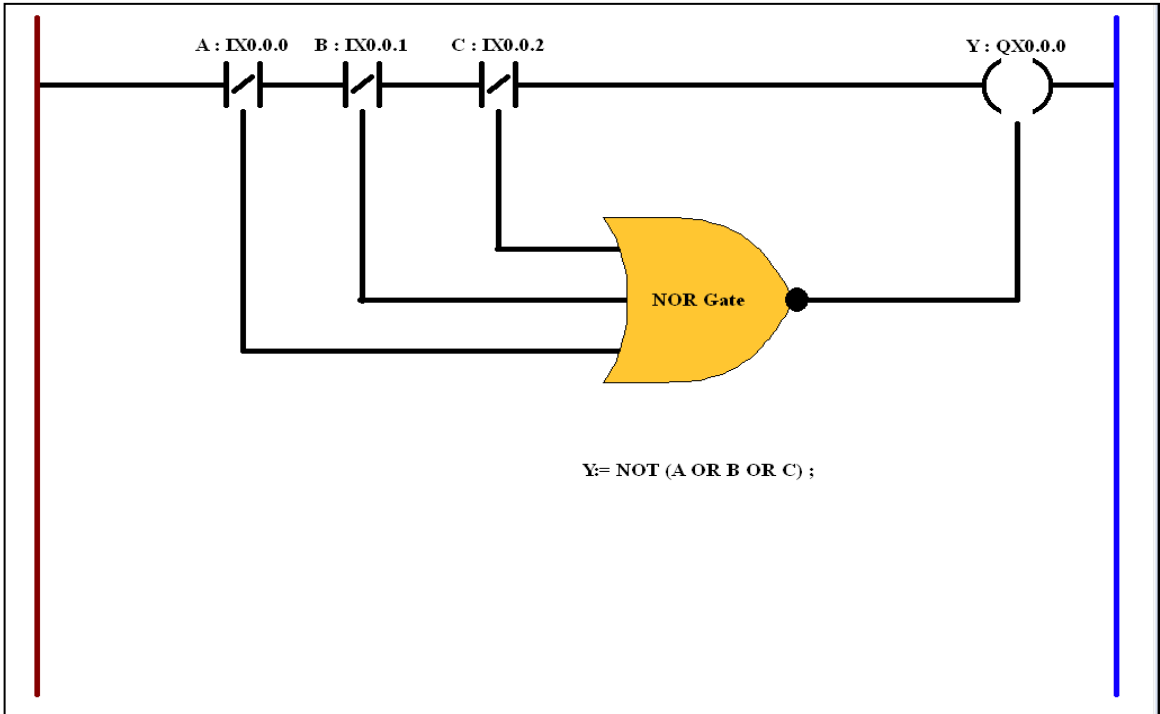 A : IX0.0.0 B : IX0.0.1 C : IX0.0.2 Y : QX0.0.0
NOR Gate
Y:= NOT (A OR B OR C) ;